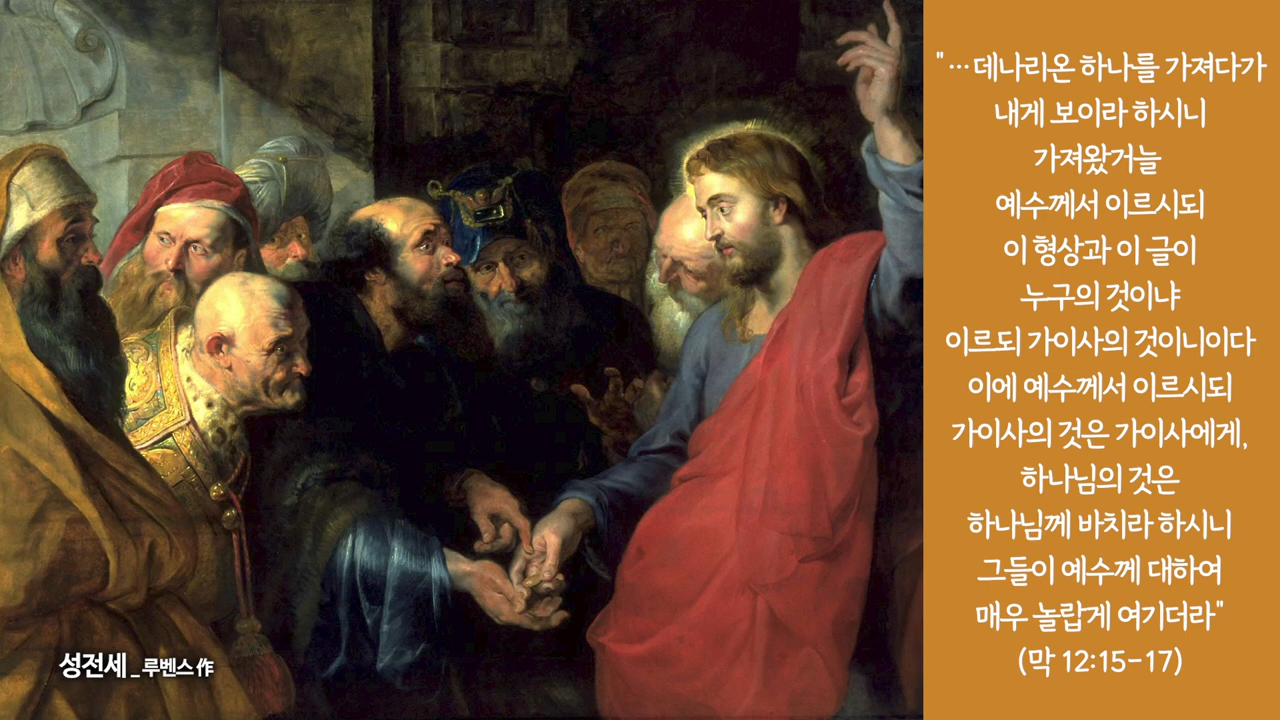 "…데나리온 하나를 가져다가
내게 보이라 하시니
가져왔거늘
예수께서 이르시되
이 형상과 이 글이
누구의 것이냐
이르되 가이사의 것이니이다
이에 예수께서 이르시되
가이사의 것은 가이사에게,
하나님의 것은
하나님께 바치라 하시니
그들이 예수께 대하여
매우 놀랍게 여기더라"
(막 12:15-17)
성전세 _ 루벤스 作